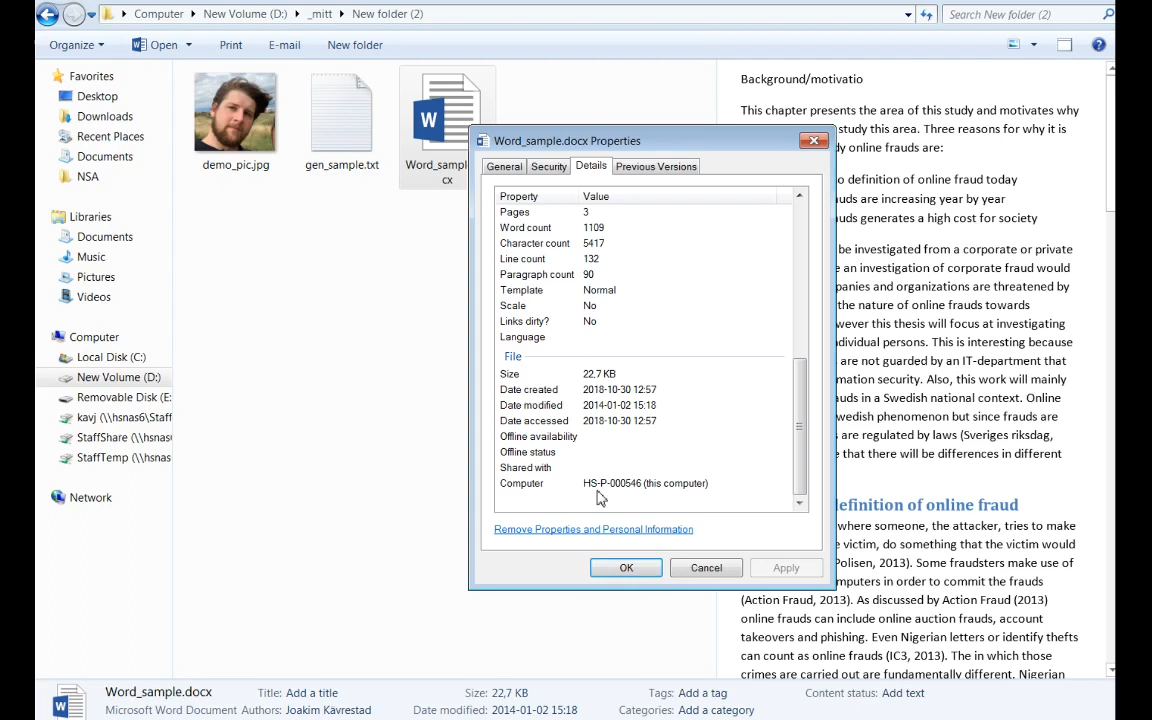 Computer ▸ New Volume (D:) ▸ _mitt ▸ New folder (2)
Search New folder (2)
Organize
Open
Print
E-mail
New folder
Favorites
Desktop
Downloads
Recent Places
Documents
NSA
Libraries
Documents
Music
Pictures
Videos
Computer
Local Disk (C:)
New Volume (D:)
Removable Disk (E:
kavj (\\hsnas6\Staff
StaffShare (\\hsnas
StaffTemp (\\hsnas
Network
demo_pic.jpg
gen_sample.txt
Word_sampl
cx
Word_sample.docx Properties
General
Security
Details
Previous Versions
Property Value
Pages 3
Word count 1109
Character count 5417
Line count 132
Paragraph count 90
Template Normal
Scale No
Links dirty? No
Language
File
Size 22,7 KB
Date created 2018-10-30 12:57
Date modified 2014-01-02 15:18
Date accessed 2018-10-30 12:57
Offline availability
Offline status
Shared with
Computer HS-P-000546 (this computer)
Remove Properties and Personal Information
OK
Cancel
Apply
Background/motivatio
This chapter presents the area of this study and motivates why
study this area. Three reasons for why it is
dy online frauds are:
o definition of online fraud today
uds are increasing year by year
uds generates a high cost for society
be investigated from a corporate or private
e an investigation of corporate fraud would
panies and organizations are threatened by
the nature of online frauds towards
wever this thesis will focus at investigating
dividual persons. This is interesting because
are not guarded by an IT-department that
mation security. Also, this work will mainly
uds in a Swedish national context. Online
wedish phenomenon but since frauds are
are regulated by laws (Sveriges riksdag,
e that there will be differences in different
efinition of online fraud
where someone, the attacker, tries to make
e victim, do something that the victim would
Polisen, 2013). Some fraudsters make use of
mputers in order to commit the frauds
(Action Fraud, 2013). As discussed by Action Fraud (2013)
online frauds can include online auction frauds, account
takeovers and phishing. Even Nigerian letters or identify thefts
can count as online frauds (IC3, 2013). The in which those
crimes are carried out are fundamentally different. Nigerian
Word_sample.docx Title: Add a title Size: 22,7 KB Tags: Add a tag Content status: Add text
Microsoft Word Document Authors: Joakim Kävrestad Date modified: 2014-01-02 15:18 Categories: Add a category